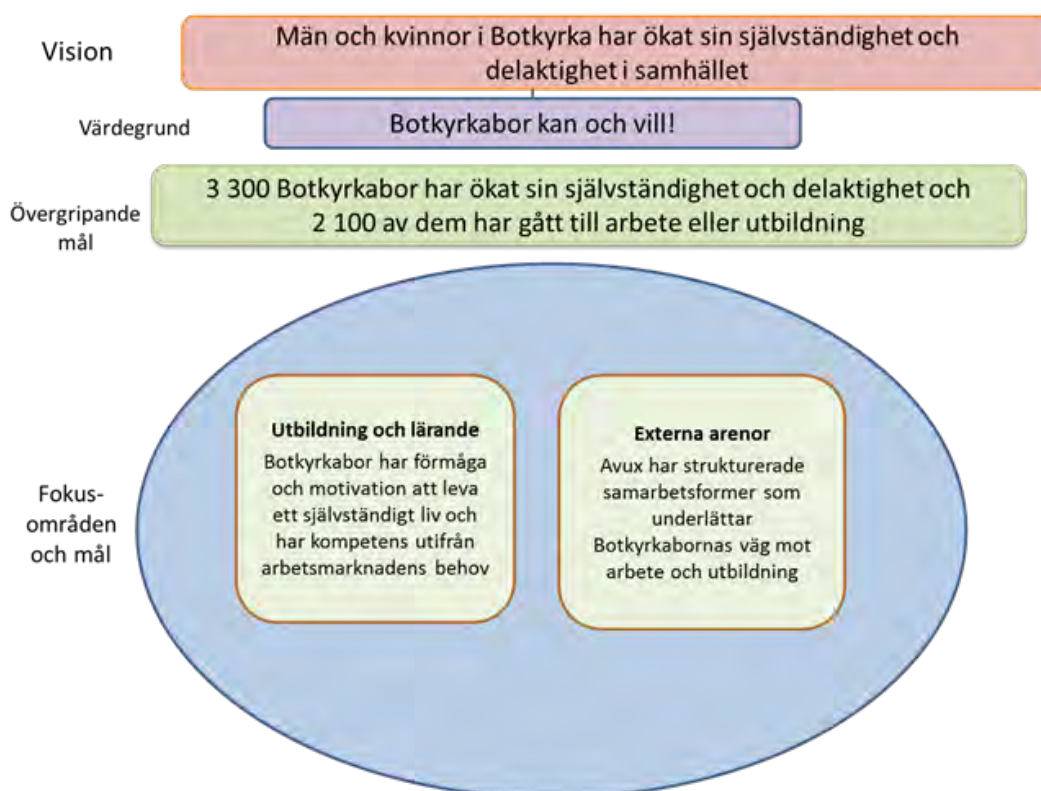 Vision
Män och kvinnor i Botkyrka har ökat sin självständighet och
delaktighet i samhället
Värdegrund
Botkyrkabor kan och vill!
Övergripande
mål
3 300 Botkyrkabor har ökat sin självständighet och delaktighet och
2 100 av dem har gått till arbete eller utbildning
Fokus-
områden
och mål
Utbildning och lärande
Botkyrkabor har förmåga
och motivation att leva
ett självständigt liv och
har kompetens utifrån
arbetsmarknadens behov
Externa arenor
Avux har strukturerade
samarbetsformer som
underlättar
Botkyrkabornas väg mot
arbete och utbildning